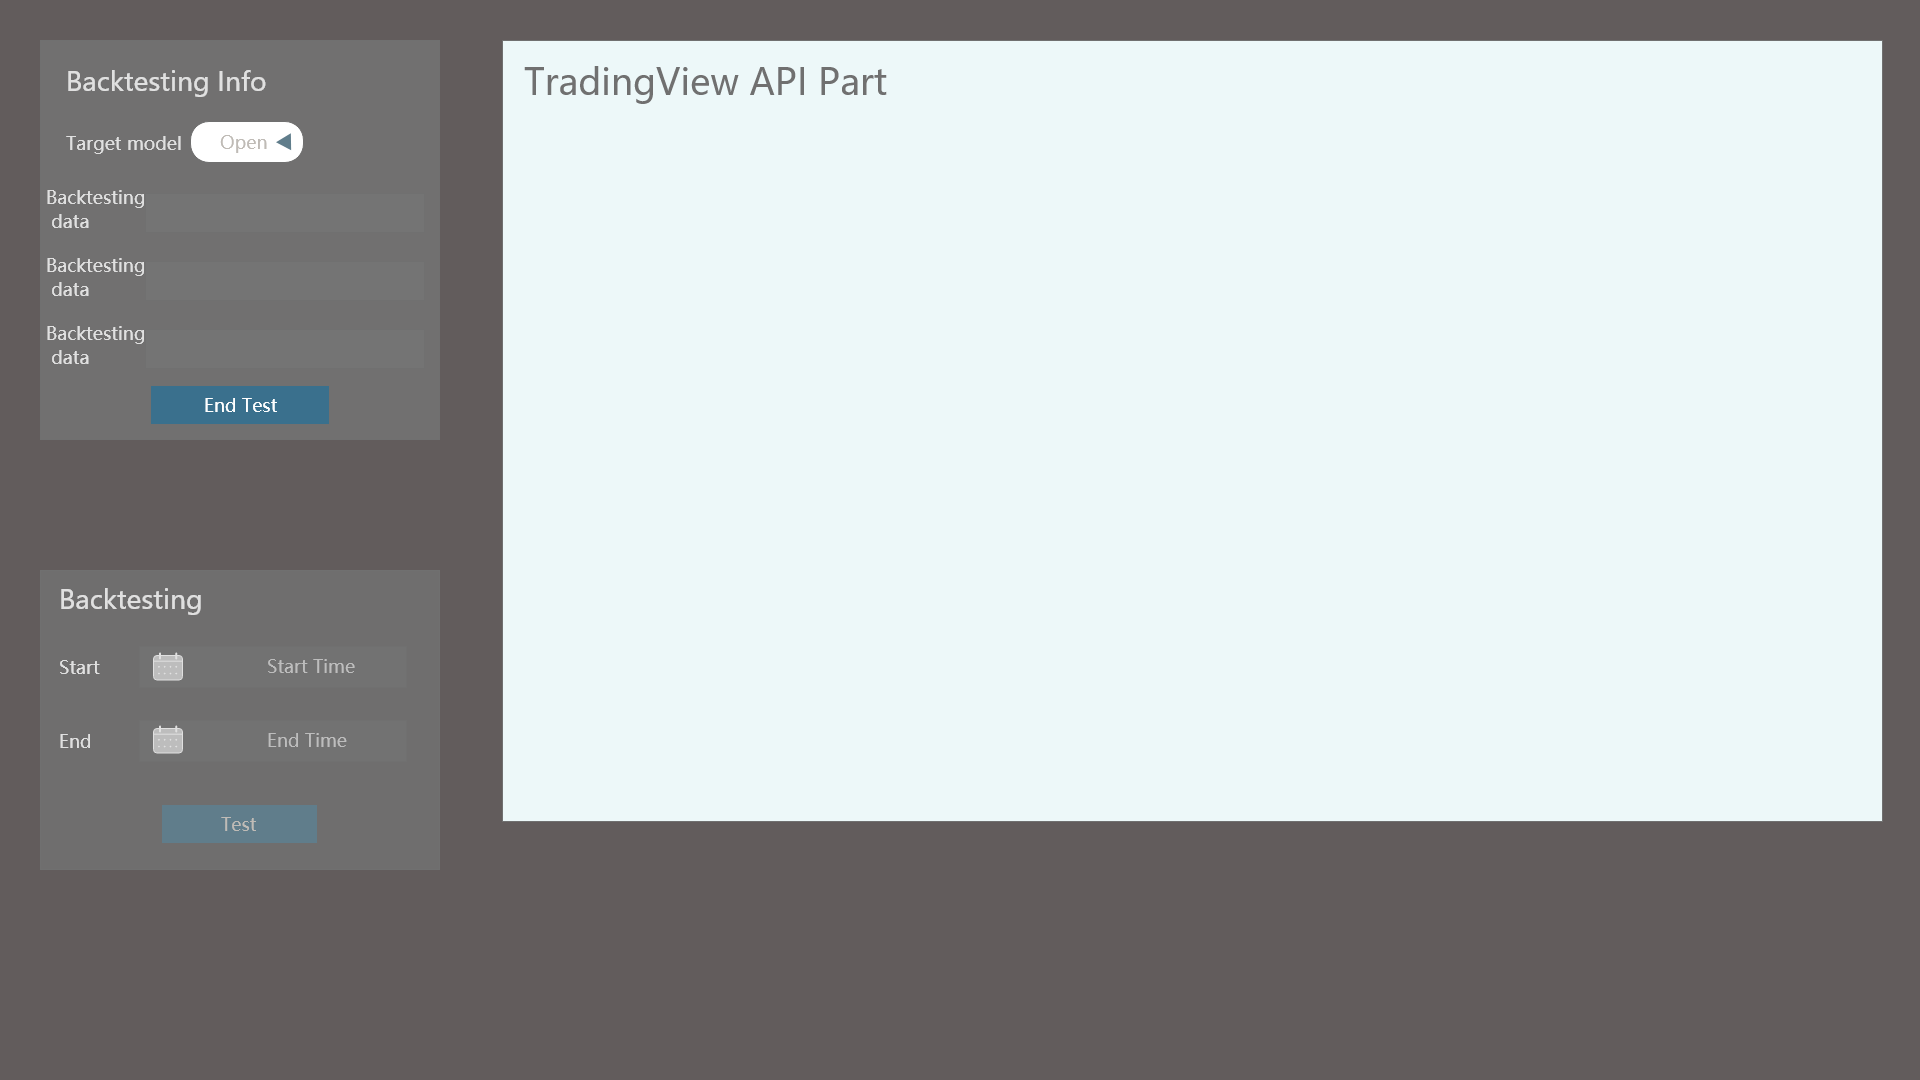 Backtesting Info
Target model Open
Backtesting
data
Backtesting
data
Backtesting
data
End Test
Backtesting
Start Start Time
End End Time
Test
TradingView API Part